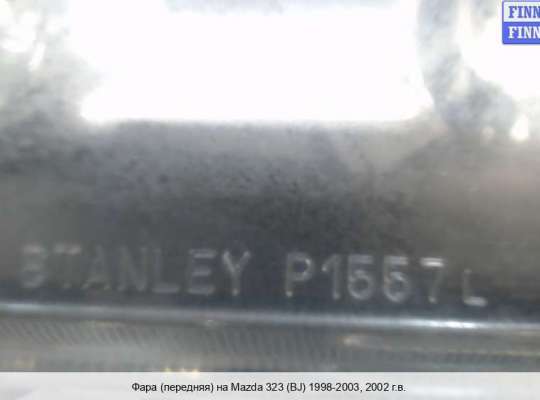 FINN
FINN
STANLEY P1557L
Фара (передняя) на Mazda 323 (BJ) 1998-2003, 2002 г.в.